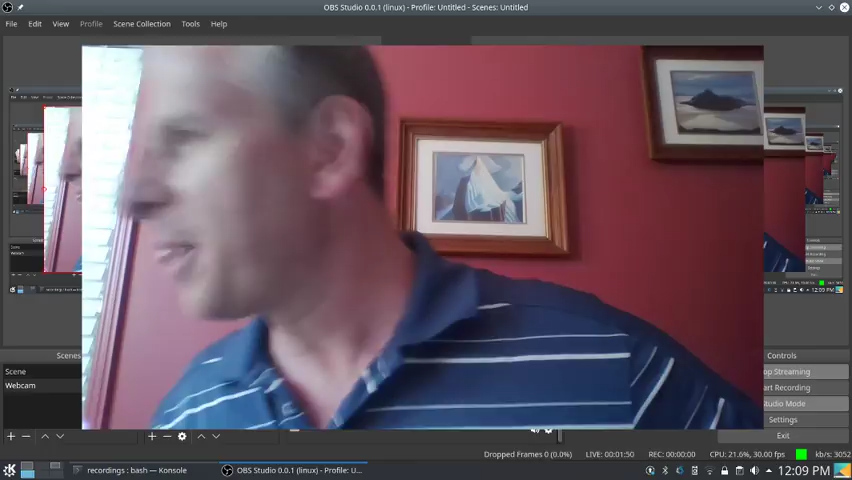 OBS Studio 0.0.1 (linux) - Profile: Untitled - Scenes: Untitled
File Edit View Profile Scene Collection Tools Help
Scenes
Scene
Webcam
Controls
op Streaming
art Recording
tudio Mode
Settings
Exit
Dropped Frames 0 (0.0%) LIVE: 00:01:50 REC: 00:00:00 CPU: 21.6%, 30.00 fps kb/s: 3052
recordings : bash — Konsole
OBS Studio 0.0.1 (linux) - Profile: U...
12:09 PM